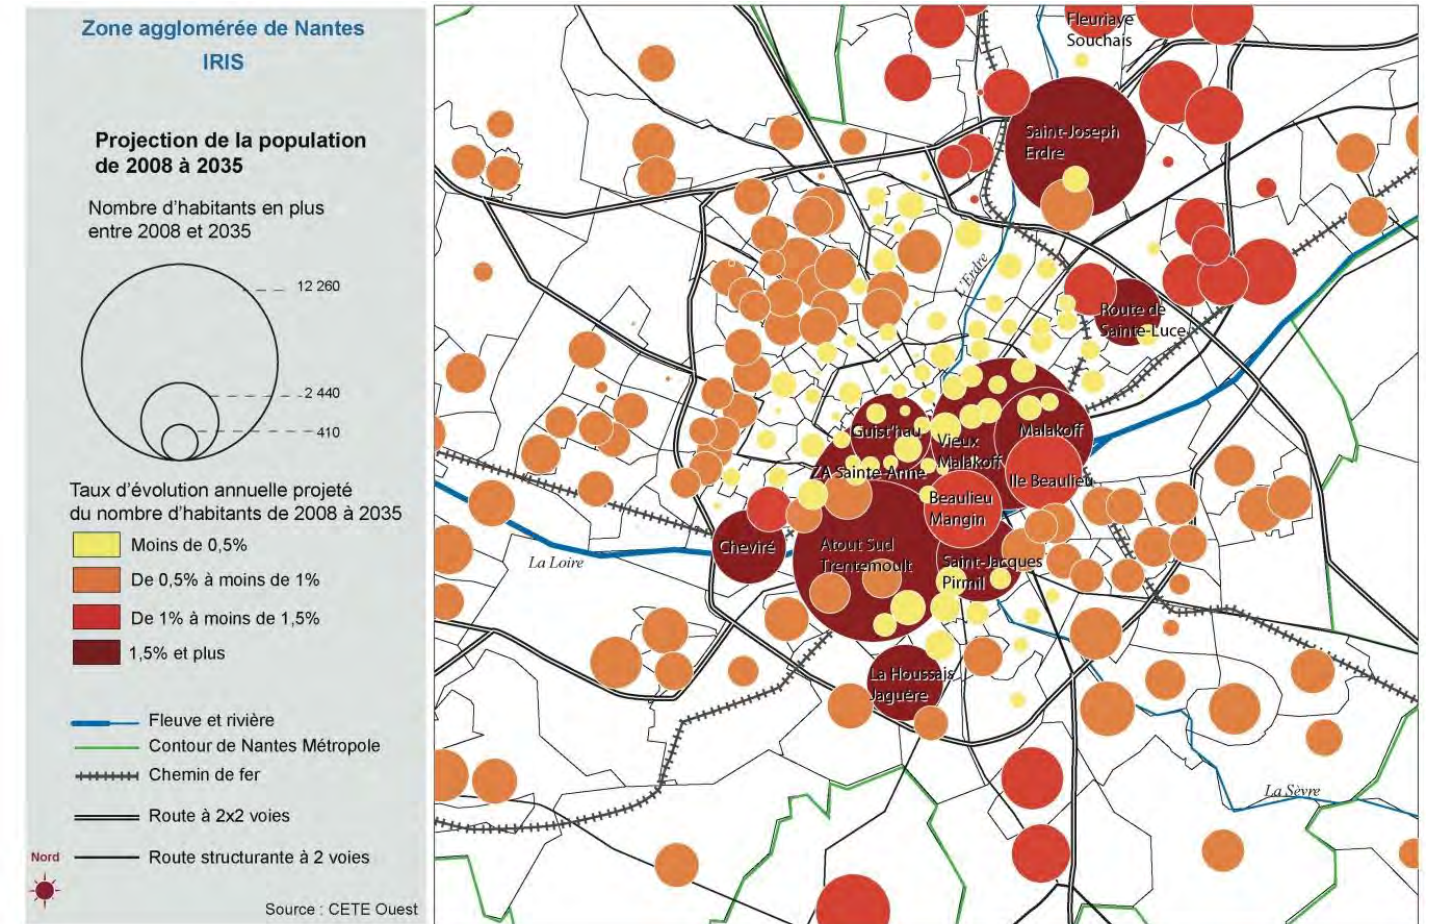 Zone agglomérée de Nantes
IRIS
Projection de la population
de 2008 à 2035
Nombre d'habitants en plus
entre 2008 et 2035
12 260
2 440
410
Taux d'évolution annuelle projeté
du nombre d'habitants de 2008 à 2035
Moins de 0,5%
De 0,5% à moins de 1%
De 1% à moins de 1,5%
1,5% et plus
Fleuve et rivière
Contour de Nantes Métropole
Chemin de fer
Route à 2x2 voies
Nord
Route structurante à 2 voies
Source : CETE Ouest
Fleuriaye
Souchais
Saint-Joseph
Erdre
L'Erdre
Route de
Sainte-Luce
Guist'hau
Vieux
Malakoff
Malakoff
ZA Sainte-Anne
Ile Beaulieu
Beaulieu
Mangin
Cheviré
Atout Sud
Trentemoult
Saint-Jacques
Pirmil
La Loire
La Houssais
Jaguère
La Sèvre